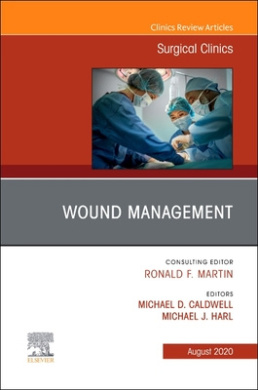 Clinics Review Articles
Surgical Clinics
WOUND MANAGEMENT
CONSULTING EDITOR
RONALD F. MARTIN
EDITORS
MICHAEL D. CALDWELL
MICHAEL J. HARL
ELSEVIER
August 2020